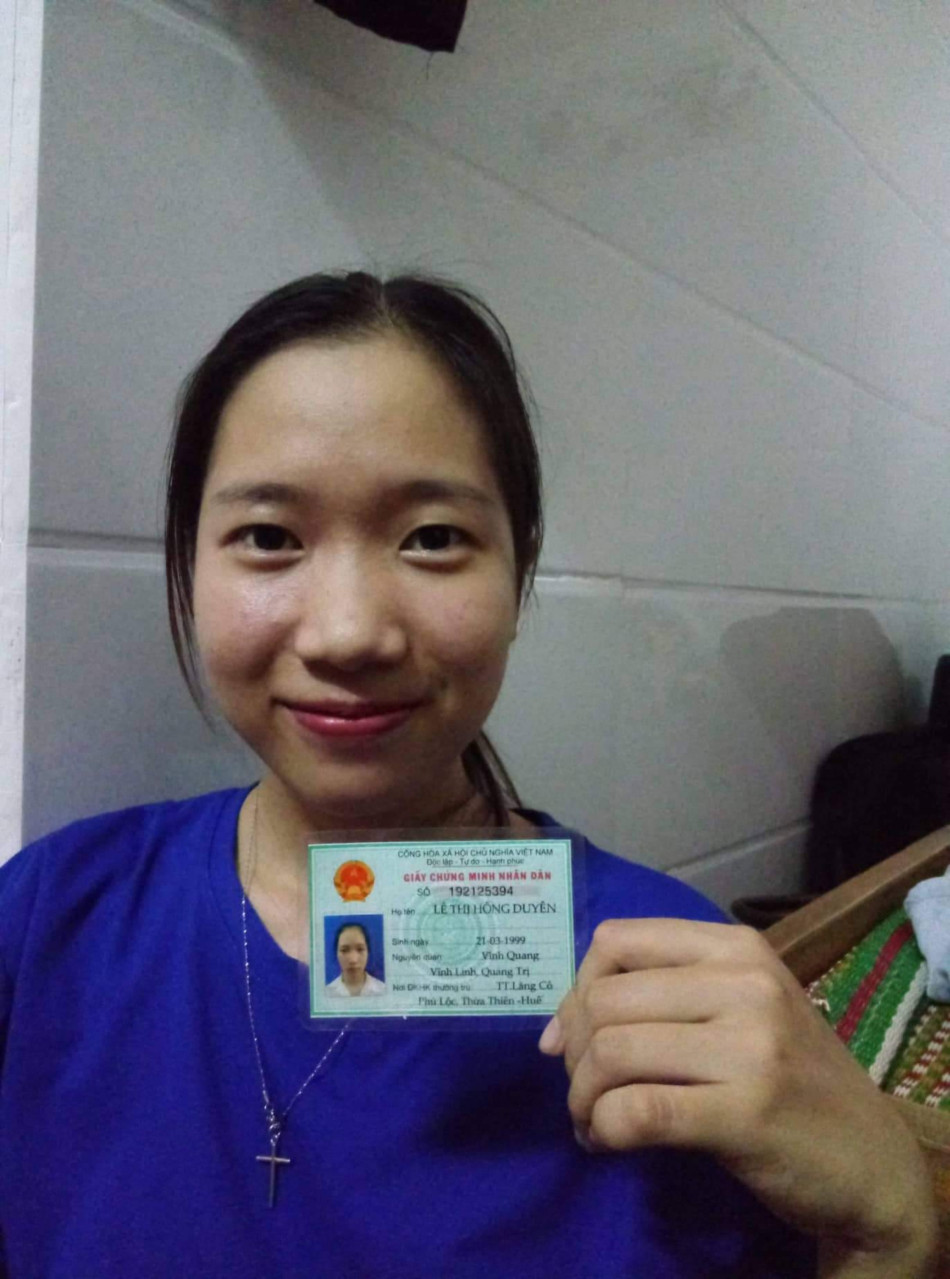 CỘNG HÒA XÃ HỘI CHỦ NGHĨA VIỆT NAM
Độc lập - Tự do - Hạnh phúc
GIẤY CHỨNG MINH NHÂN DÂN
SỐ 192125394
Họ tên LÊ THỊ HỒNG DUYÊN
Sinh ngày 21-03-1999
Nguyên quán Vĩnh Quang
Vĩnh Linh, Quảng Trị
Nơi ĐKHK thường trú TT.Lăng Cô
Phú Lộc, Thừa Thiên -Huế